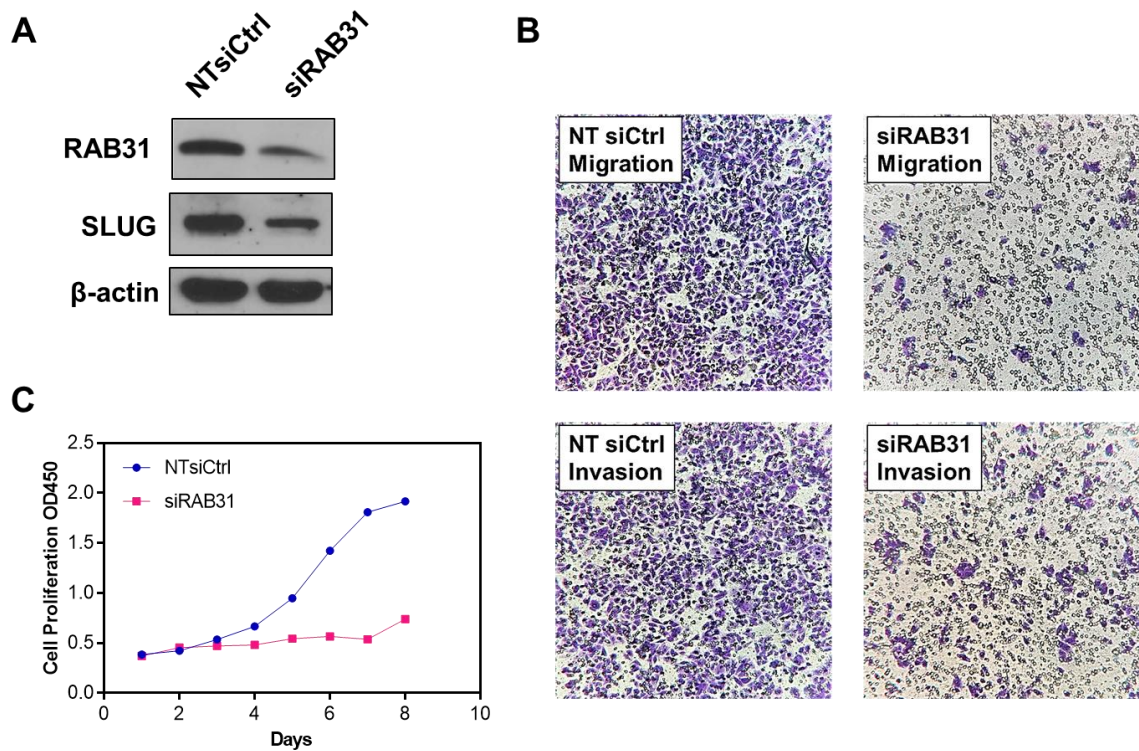 A
NTsiCtrl
siRAB31
RAB31
SLUG
β-actin
B
NT siCtrl
Migration
siRAB31
Migration
NT siCtrl
Invasion
siRAB31
Invasion
C
Cell Proliferation OD450
2.5
2.0
1.5
1.0
0.5
0.0
NTsiCtrl
siRAB31
0
2
4
6
8
10
Days